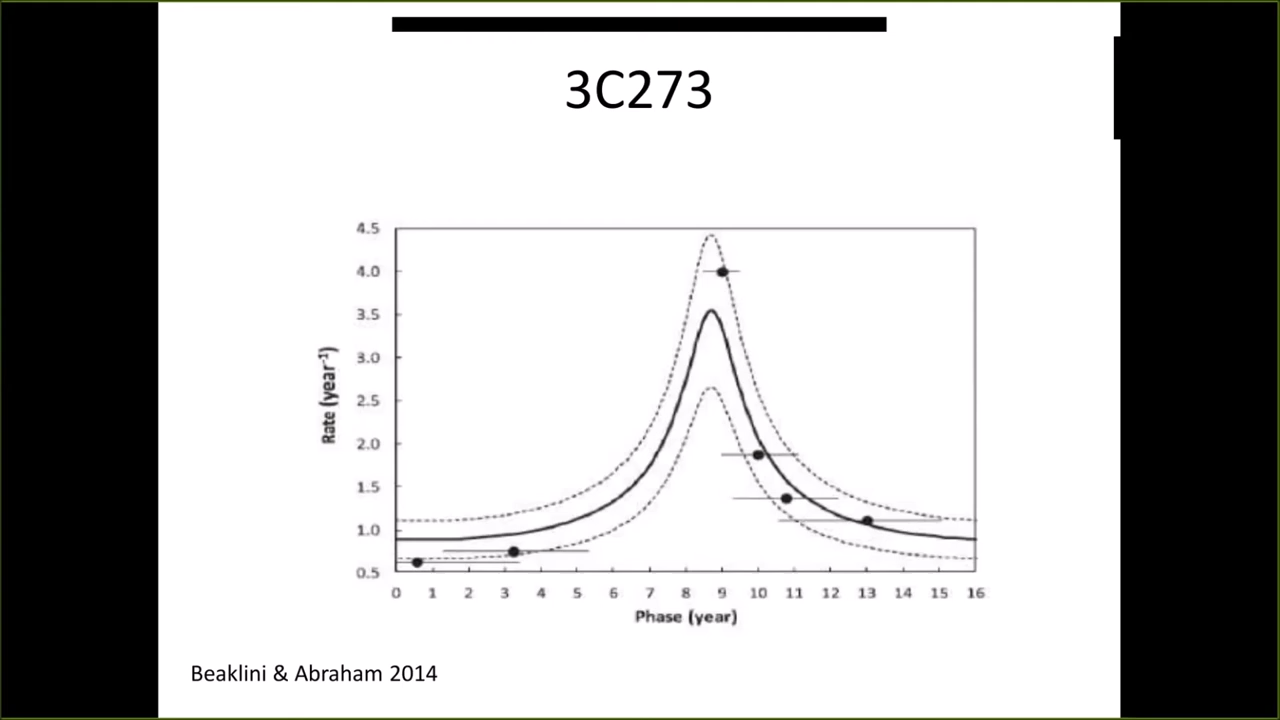 3C273
4.5
4.0
3.5
3.0
2.5
2.0
1.5
1.0
0.5
Rate (year-1)
0 1 2 3 4 5 6 7 8 9 10 11 12 13 14 15 16
Phase (year)
Beaklini & Abraham 2014